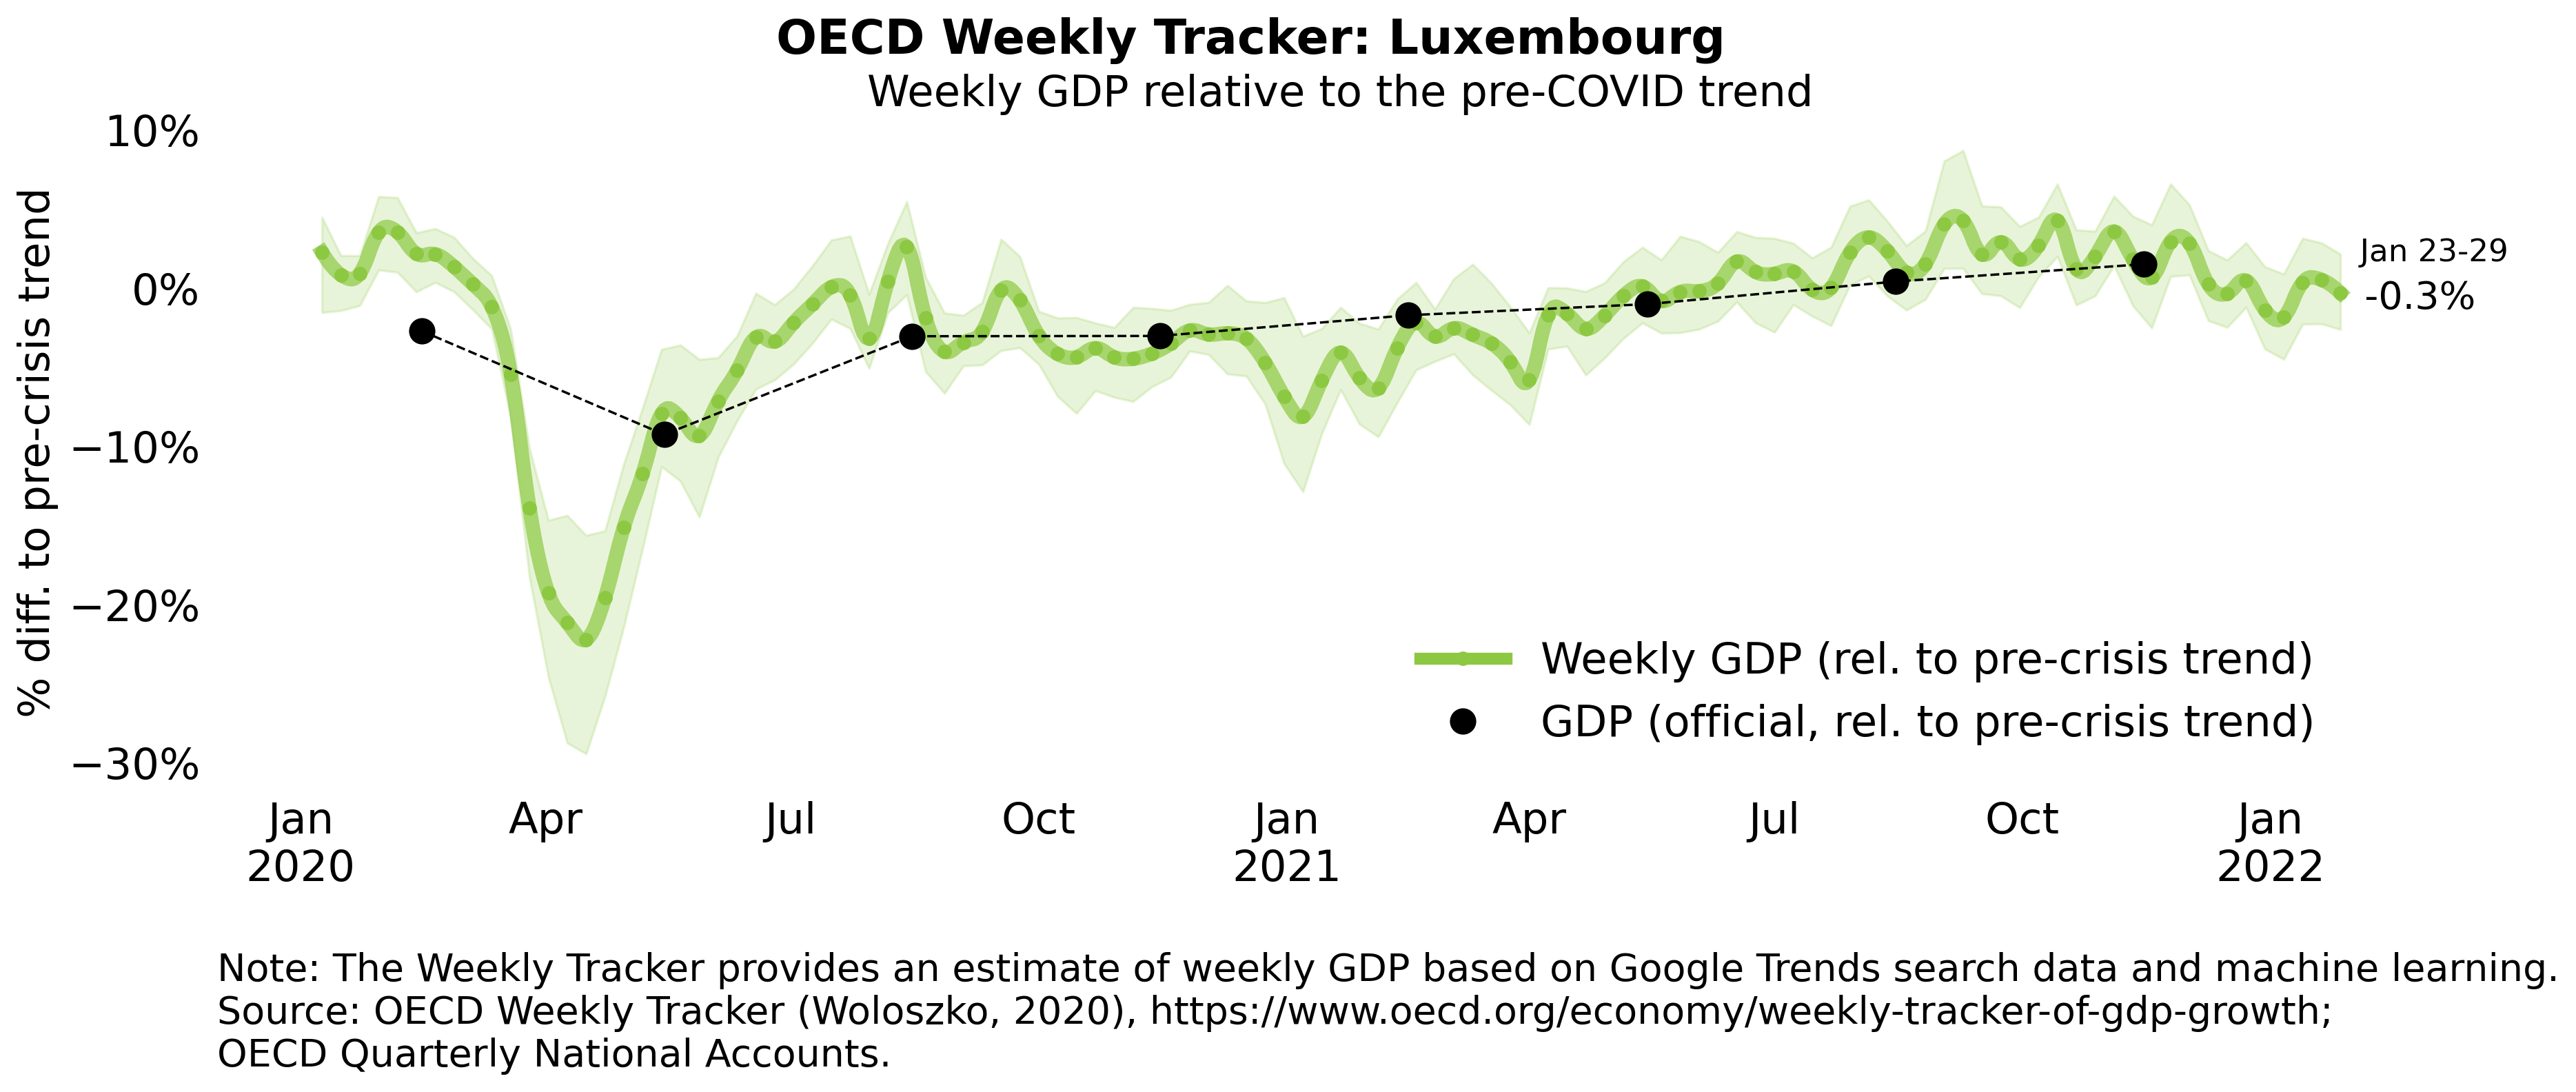 OECD Weekly Tracker: Luxembourg
Weekly GDP relative to the pre-COVID trend
% diff. to pre-crisis trend
10%
0%
−10%
−20%
−30%
Jan 23-29
-0.3%
Weekly GDP (rel. to pre-crisis trend)
GDP (official, rel. to pre-crisis trend)
Jan Apr Jul Oct Jan Apr Jul Oct Jan
2020 2021 2022
Note: The Weekly Tracker provides an estimate of weekly GDP based on Google Trends search data and machine learning.
Source: OECD Weekly Tracker (Woloszko, 2020), https://www.oecd.org/economy/weekly-tracker-of-gdp-growth;
OECD Quarterly National Accounts.